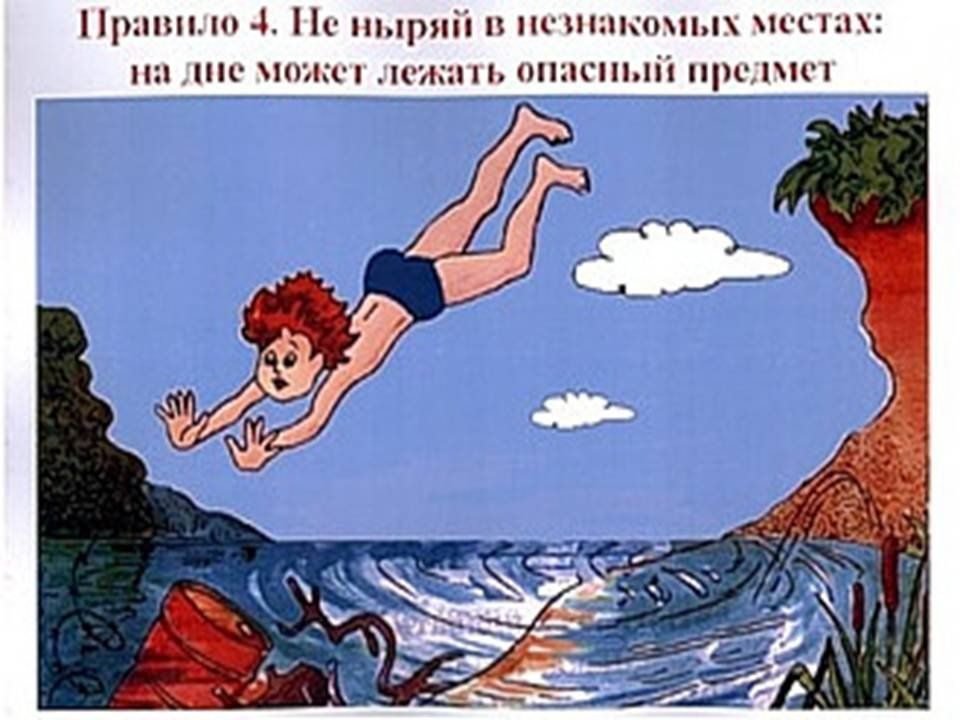 Правило 4. Не ныряй в незнакомых местах:
на дне может лежать опасный предмет